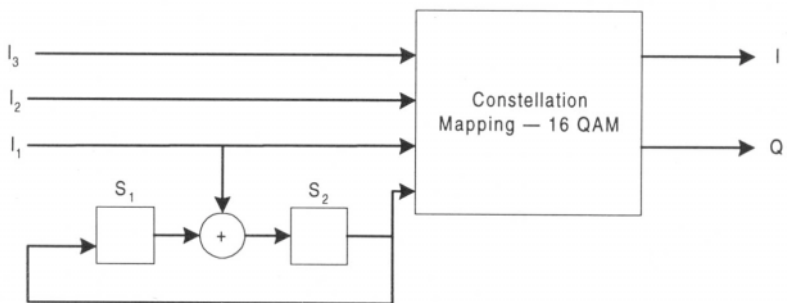 I₃
I₂
I₁
S₁
S₂
+
Constellation
Mapping — 16 QAM
I
Q